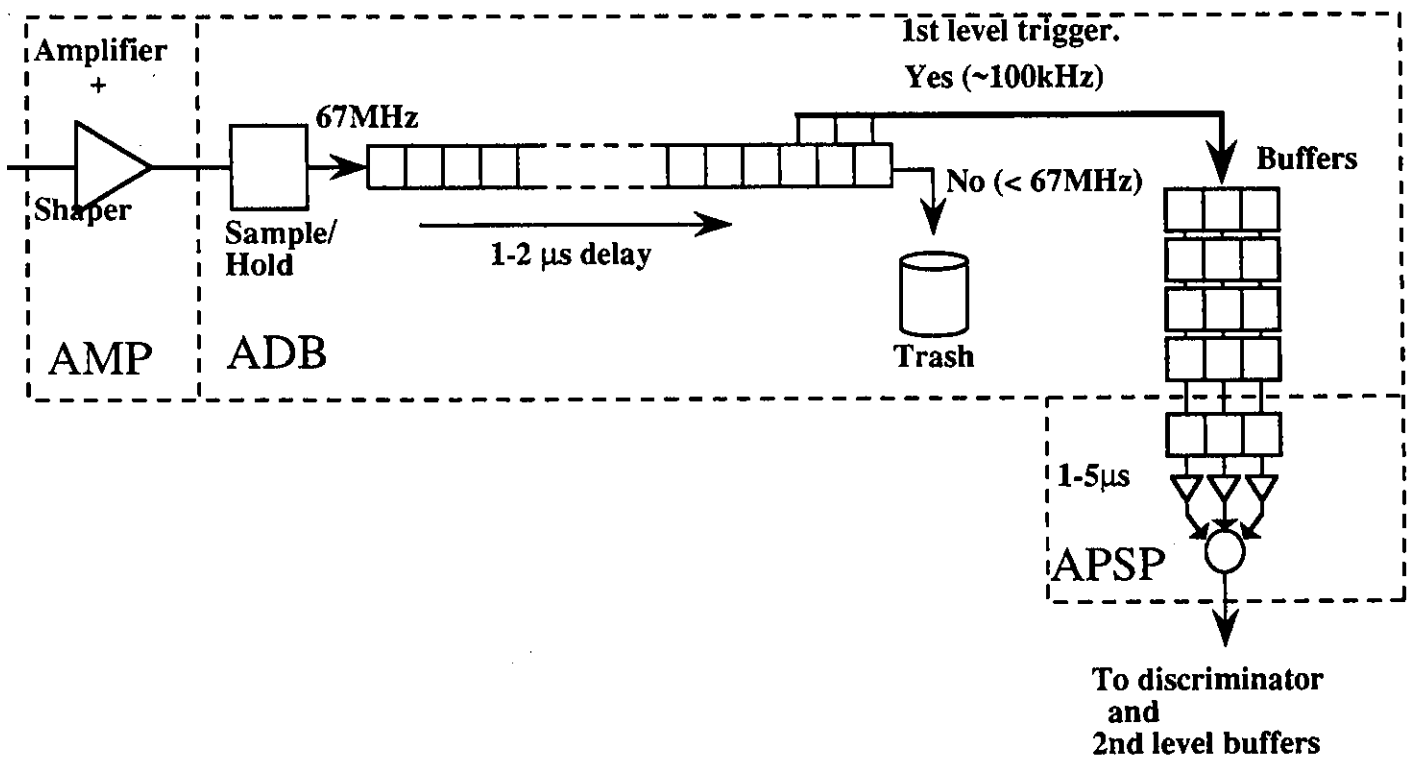 Amplifier
+
Shaper
AMP
Sample/
Hold
ADB
67MHz
1-2 μs delay
1st level trigger.
Yes (~100kHz)
No (< 67MHz)
Trash
Buffers
1-5μs
APSP
To discriminator
and
2nd level buffers